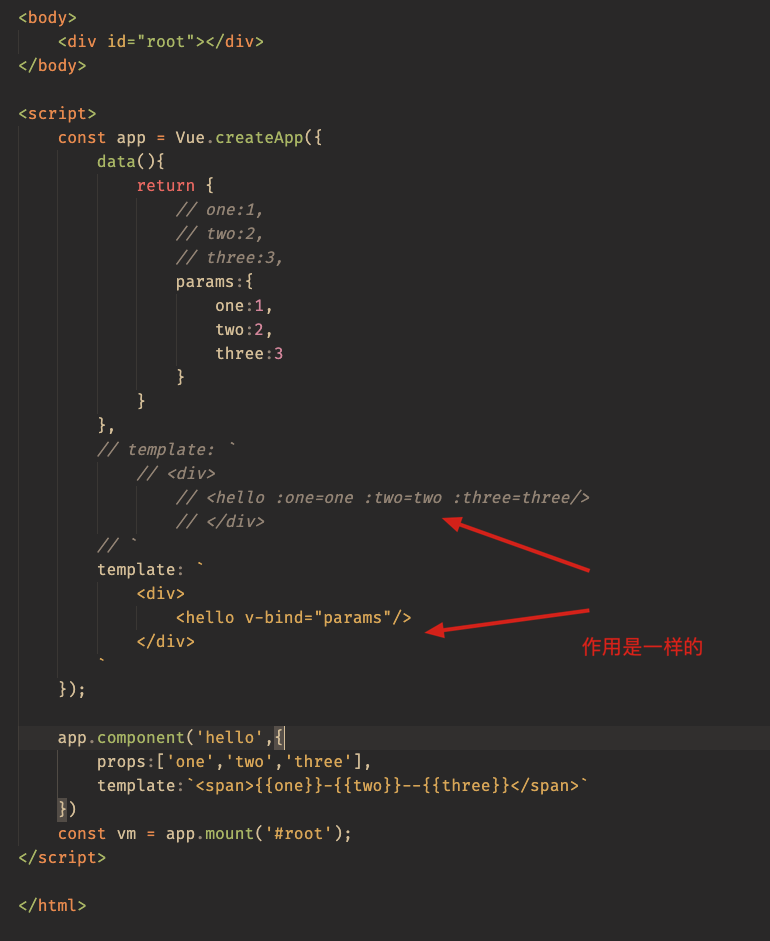 <body>
    <div id="root"></div>
</body>

<script>
    const app = Vue.createApp({
        data(){
            return {
                // one:1,
                // two:2,
                // three:3,
                params:{
                    one:1,
                    two:2,
                    three:3
                }
            }
        },
        // template: `
            // <div>
                // <hello :one=one :two=two :three=three/>
                // </div>
        // `
        template: `
            <div>
                <hello v-bind="params"/>
            </div>
        `
作用是一样的
    });

    app.component('hello',{
        props:['one','two','three'],
        template:`<span>{{one}}-{{two}}--{{three}}</span>`
    })
    const vm = app.mount('#root');
</script>

</html>